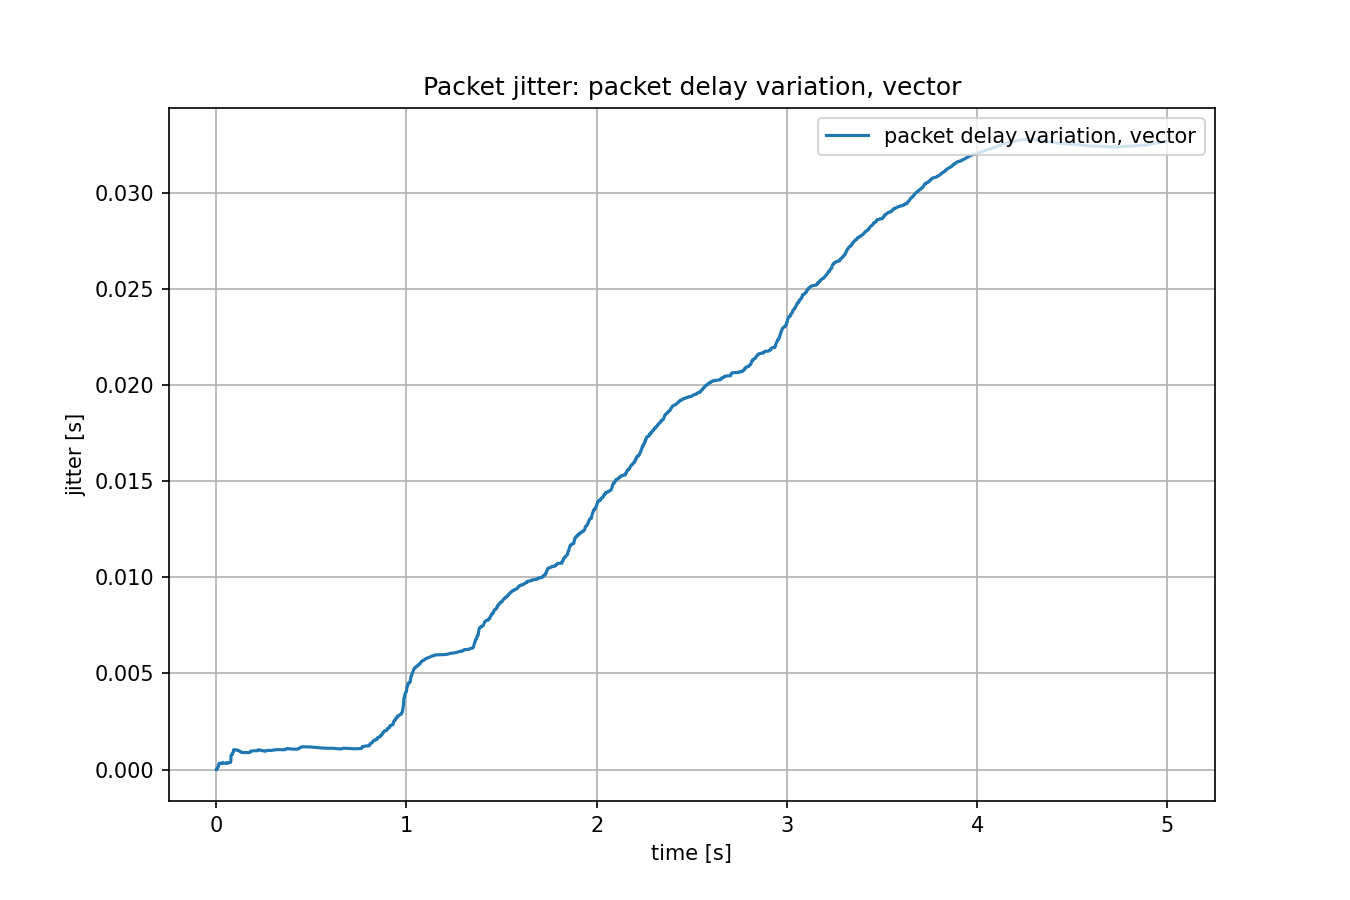 Packet jitter: packet delay variation, vector
packet delay variation, vector
0.030
0.025
0.020
0.015
0.010
0.005
0.000
jitter [s]
0 1 2 3 4 5
time [s]